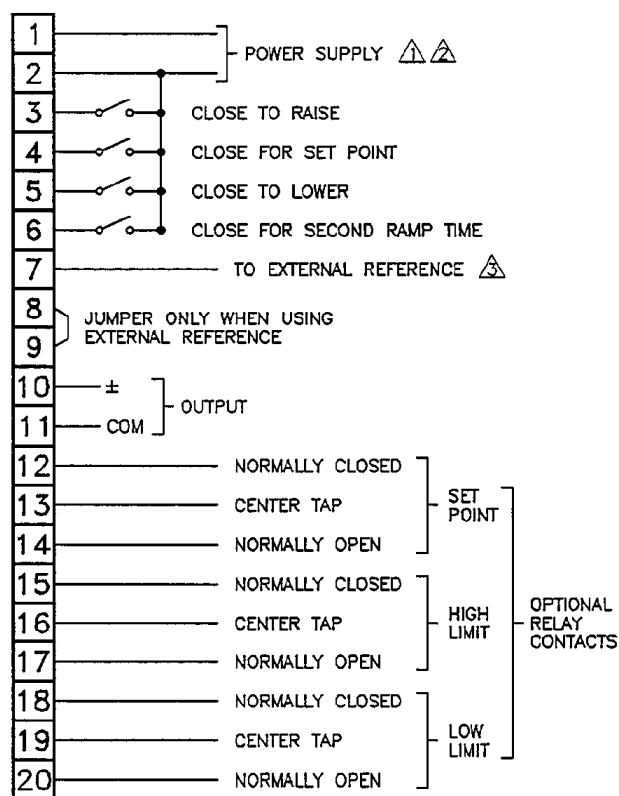 1
POWER SUPPLY 1 2
2
3 CLOSE TO RAISE
4 CLOSE FOR SET POINT
5 CLOSE TO LOWER
6 CLOSE FOR SECOND RAMP TIME
7 TO EXTERNAL REFERENCE 3
8
9
JUMPER ONLY WHEN USING
EXTERNAL REFERENCE
10 ±
11 COM
OUTPUT
12 NORMALLY CLOSED
13 CENTER TAP
14 NORMALLY OPEN
SET
POINT
15 NORMALLY CLOSED
16 CENTER TAP
17 NORMALLY OPEN
HIGH
LIMIT
18 NORMALLY CLOSED
19 CENTER TAP
20 NORMALLY OPEN
LOW
LIMIT
OPTIONAL
RELAY
CONTACTS